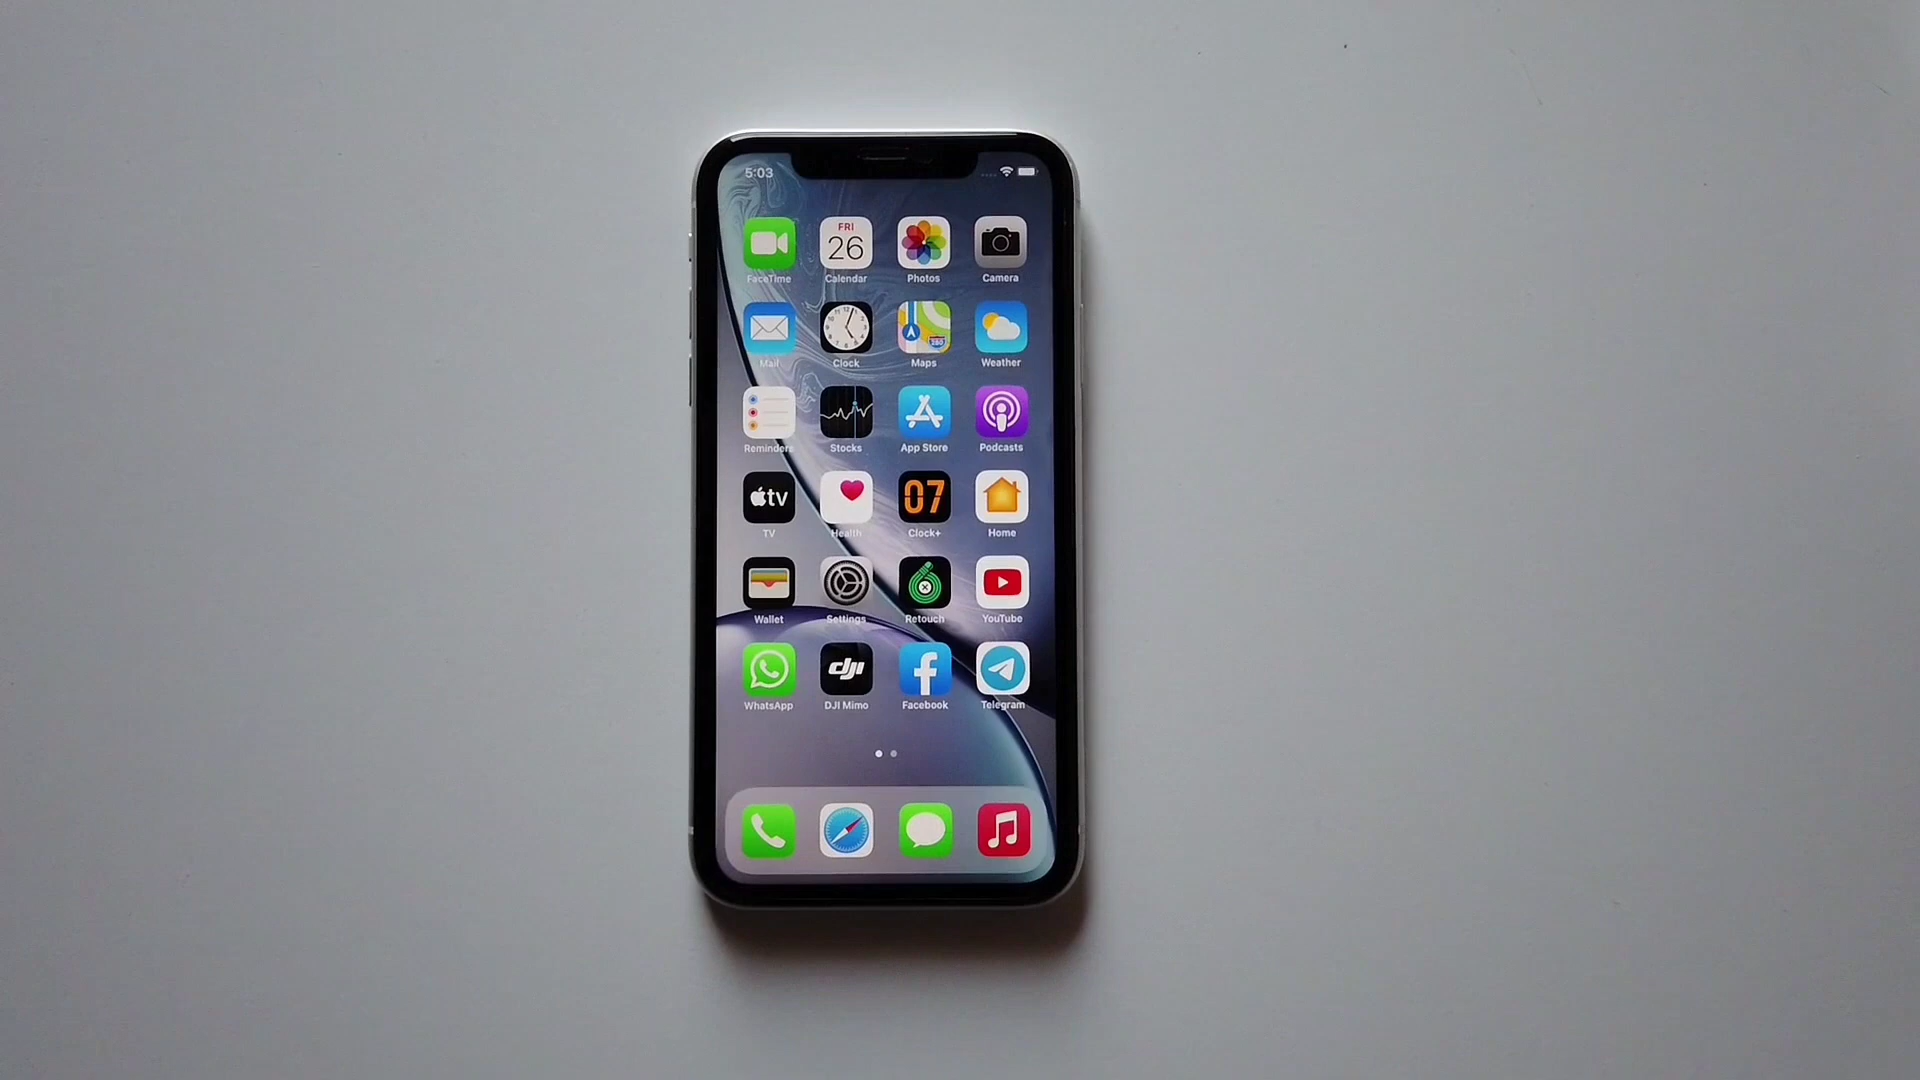 5:03
FRI
26
FaceTime Calendar Photos Camera
280
Mail Clock Maps Weather
Reminders Stocks App Store Podcasts
tv 07
TV Health Clock+ Home
Wallet Settings Retouch YouTube
dji
WhatsApp DJI Mimo Facebook Telegram